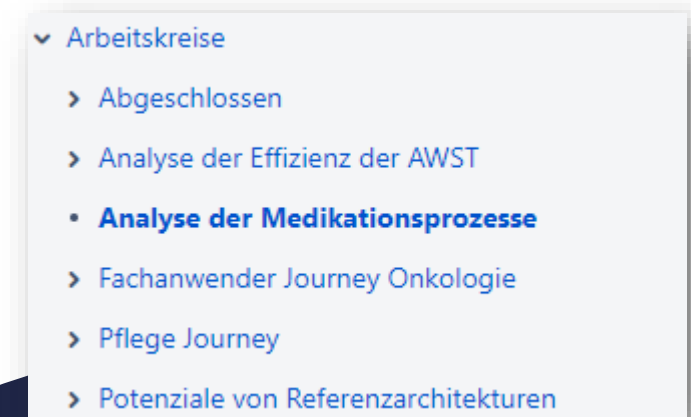 Arbeitskreise
Abgeschlossen
Analyse der Effizienz der AWST
Analyse der Medikationsprozesse
Fachanwender Journey Onkologie
Pflege Journey
Potenziale von Referenzarchitekturen